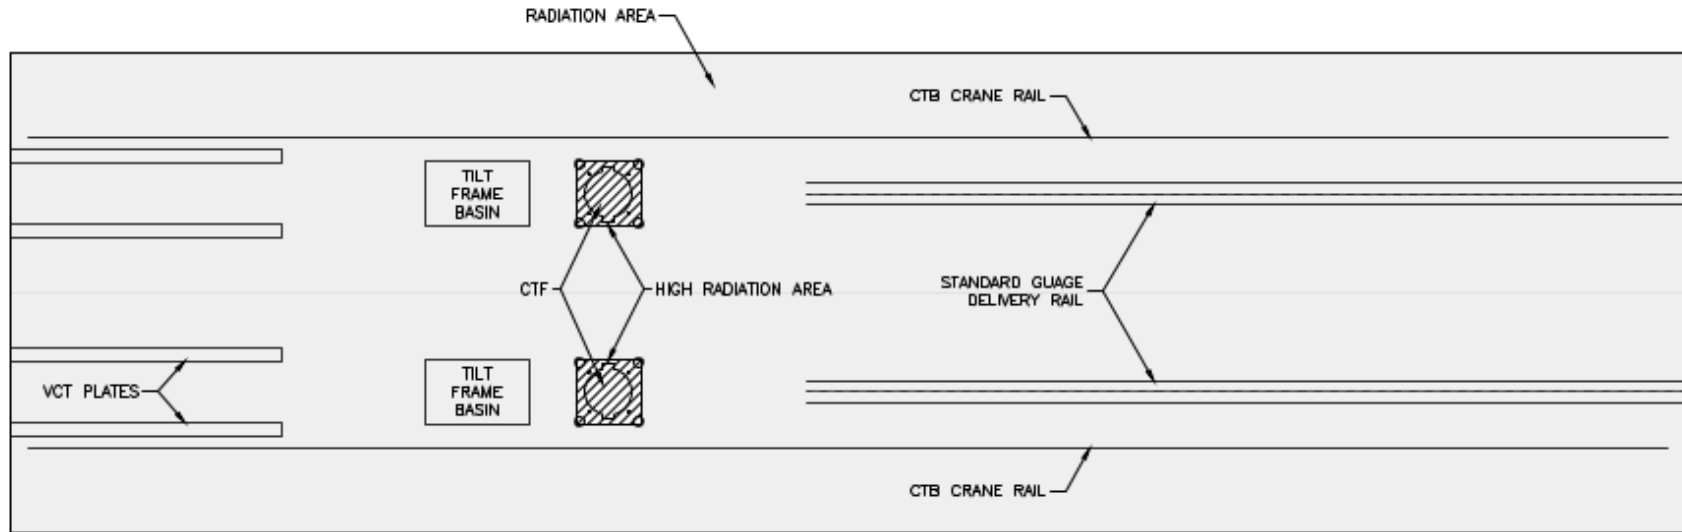 RADIATION AREA
CTB CRANE RAIL
TILT
FRAME
BASIN
CTF
HIGH RADIATION AREA
STANDARD GUAGE
DELIVERY RAIL
VCT PLATES
TILT
FRAME
BASIN
CTB CRANE RAIL